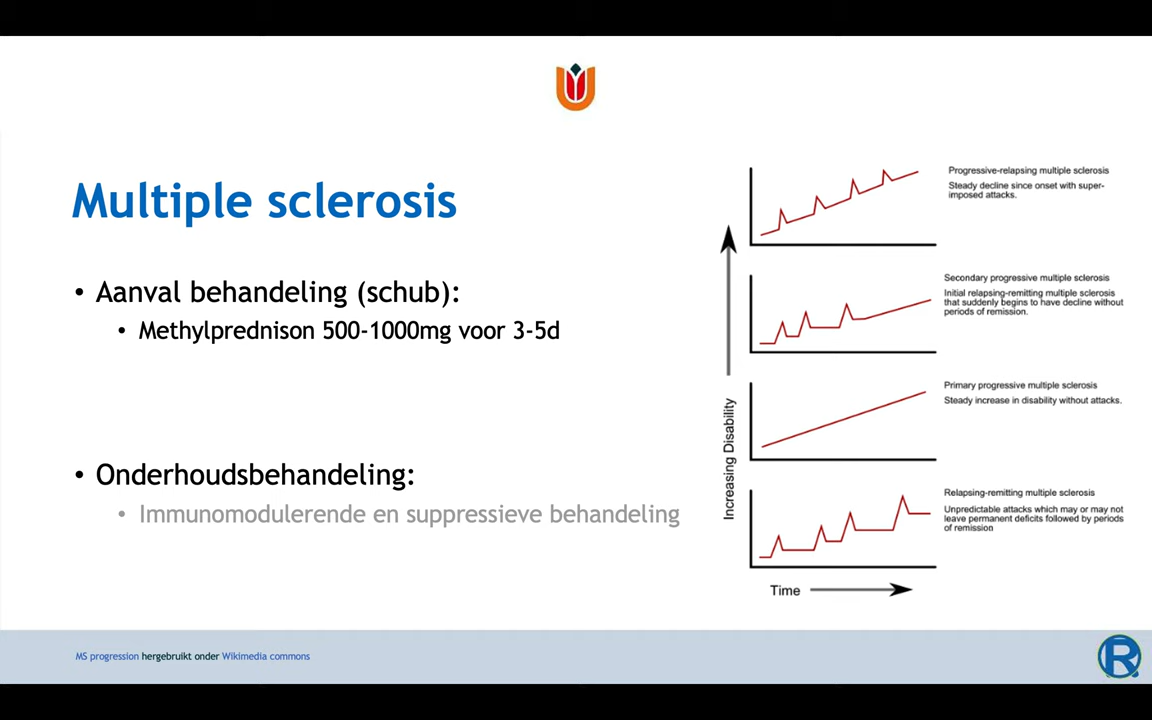 Multiple sclerosis
• Aanval behandeling (schub):
• Methylprednison 500-1000mg voor 3-5d
• Onderhoudsbehandeling:
• Immunomodulerende en suppressieve behandeling
Increasing Disability
Progressive-relapsing multiple sclerosis
Steady decline since onset with super-
imposed attacks.
Secondary progressive multiple sclerosis
Initial relapsing-remitting multiple sclerosis
that suddenly begins to have decline without
periods of remission.
Primary progressive multiple sclerosis
Steady increase in disability without attacks.
Relapsing-remitting multiple sclerosis
Unpredictable attacks which may or may not
leave permanent deficits followed by periods
of remission
Time
MS progression hergebruikt onder Wikimedia commons
R